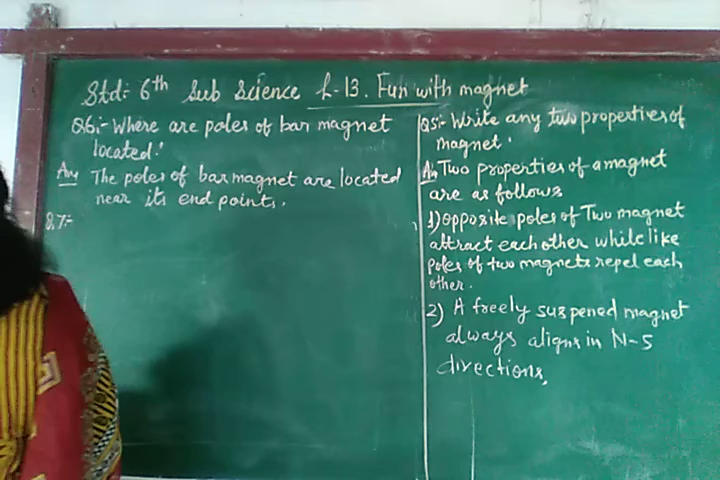 Std:- 6th Sub Science L-13. Fun with magnet
Q6:- Where are poles of bar magnet
located.
Ans The poles of bar magnet are located
near its end points.
Q.7:-
Q5:- Write any two properties of
magnet.
Ans Two properties of a magnet
are as follows
1) opposite poles of Two magnet
attract each other while like
poles of two magnets repel each
other.
2) A freely suspened magnet
always aligns in N-S
directions,